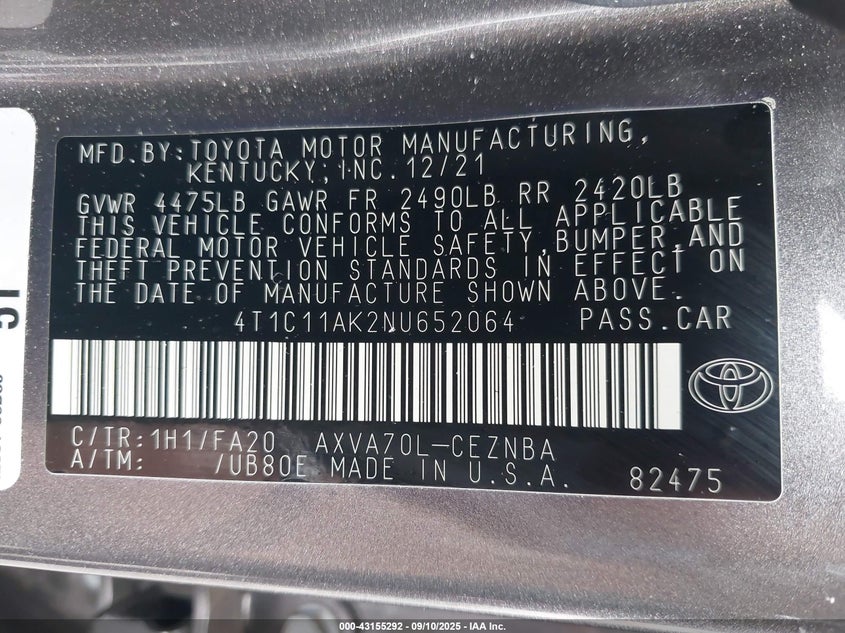 MFD.BY:TOYOTA MOTOR MANUFACTURING,
KENTUCKY,INC.12/21
GVWR 4475LB GAWR FR 2490LB RR 2420LB
THIS VEHICLE CONFORMS TO ALL APPLICABLE
FEDERAL MOTOR VEHICLE SAFETY,BUMPER,AND
THEFT PREVENTION STANDARDS IN EFFECT ON
THE DATE OF MANUFACTURE SHOWN ABOVE.
4T1C11AK2NU652064 PASS.CAR
C/TR:1H1/FA20 AXVA70L-CEZNBA
A/TM: /UB80E MADE IN U.S.A. 82475
000-43155292 - 09/10/2025 - IAA Inc.